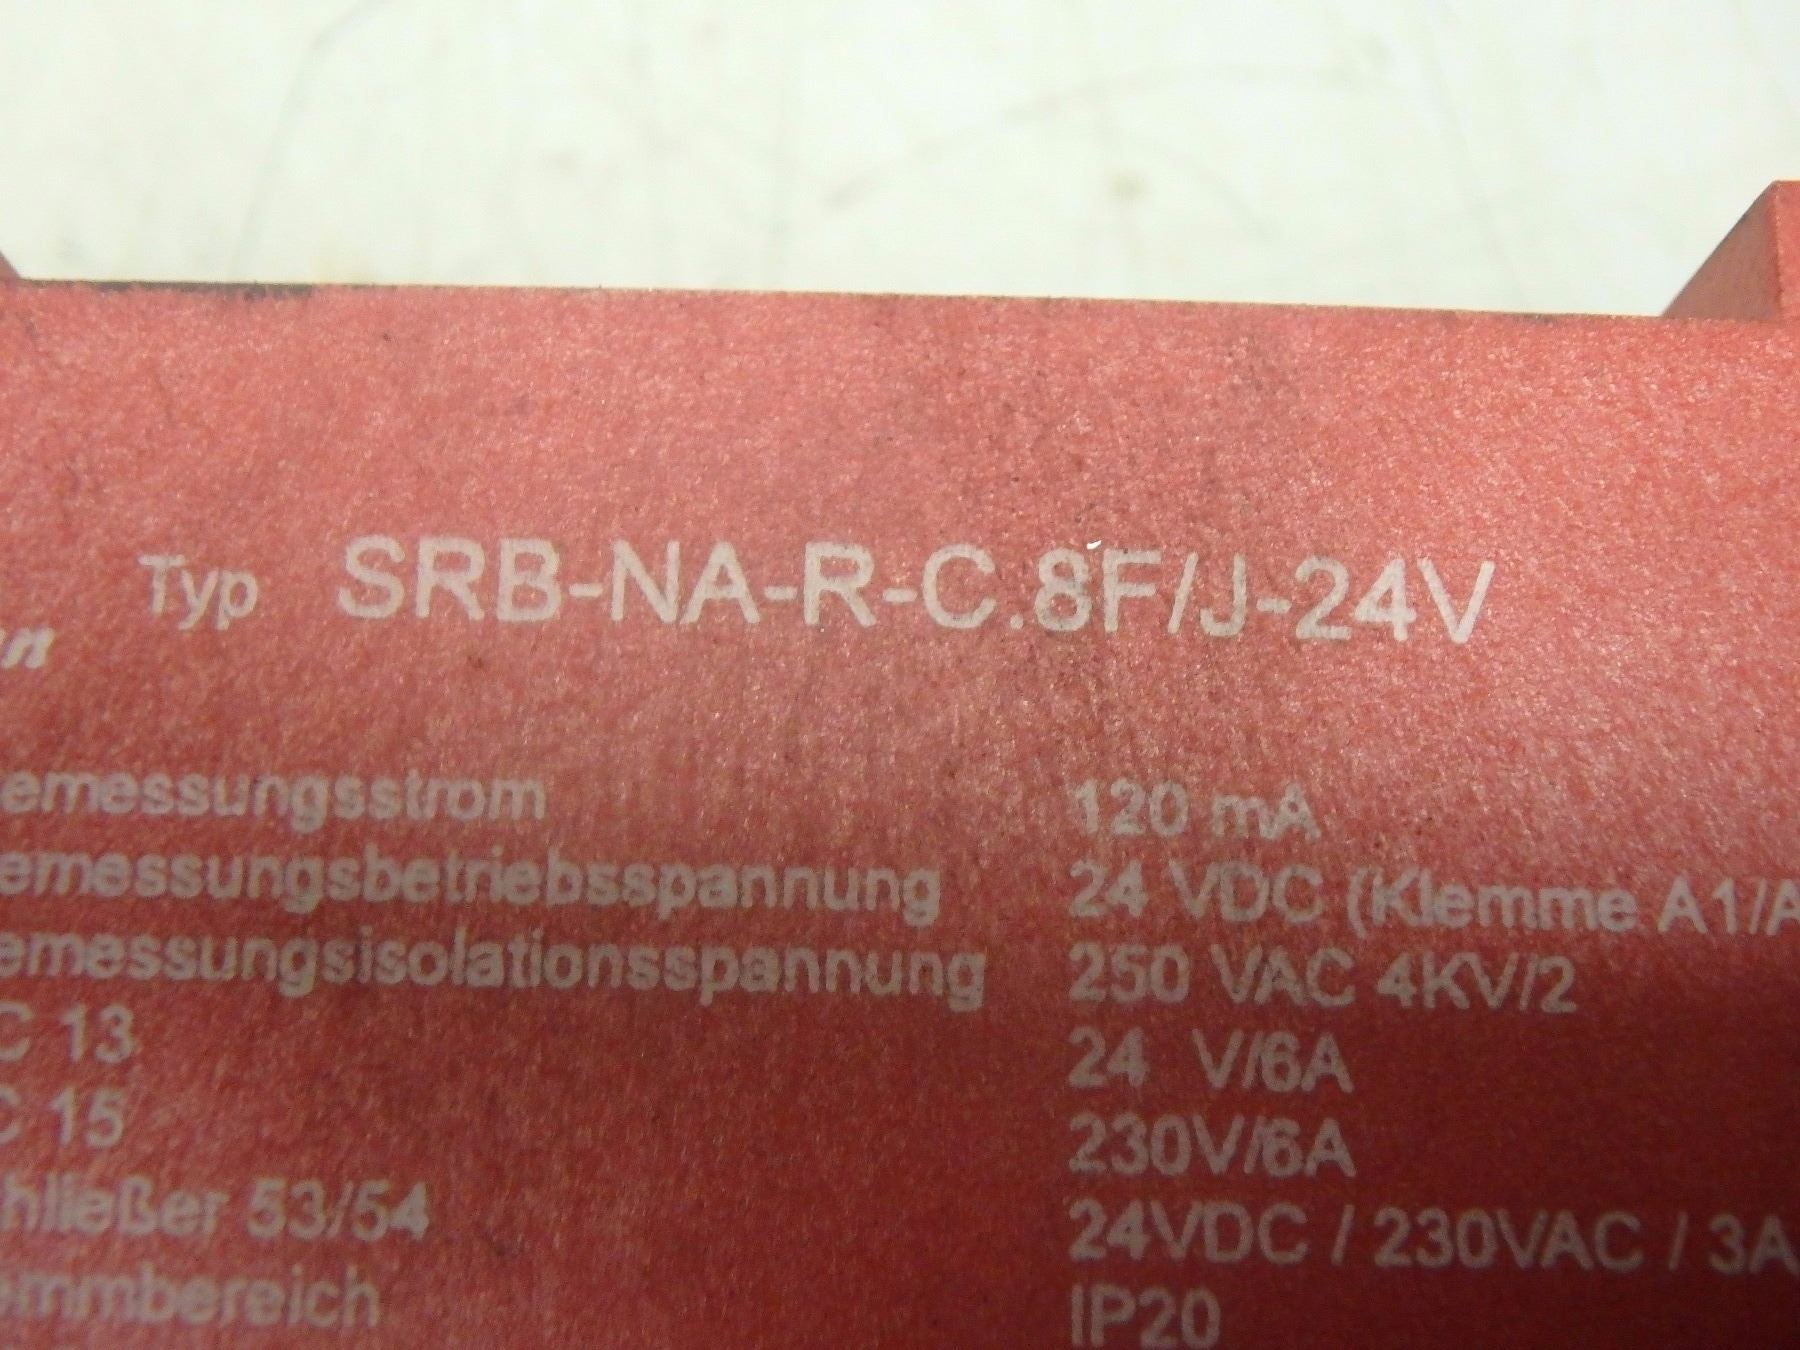 Typ SRB-NA-R-C.8F/J-24V
emessungsstrom 120 mA
emessungsbetriebsspannung 24 VDC (Klemme A1/A
emessungsisolationsspannung 250 VAC 4KV/2
C 13 24 V/6A
C 15 230V/6A
hließer 53/54 24VDC / 230VAC / 3A
emmbereich IP20